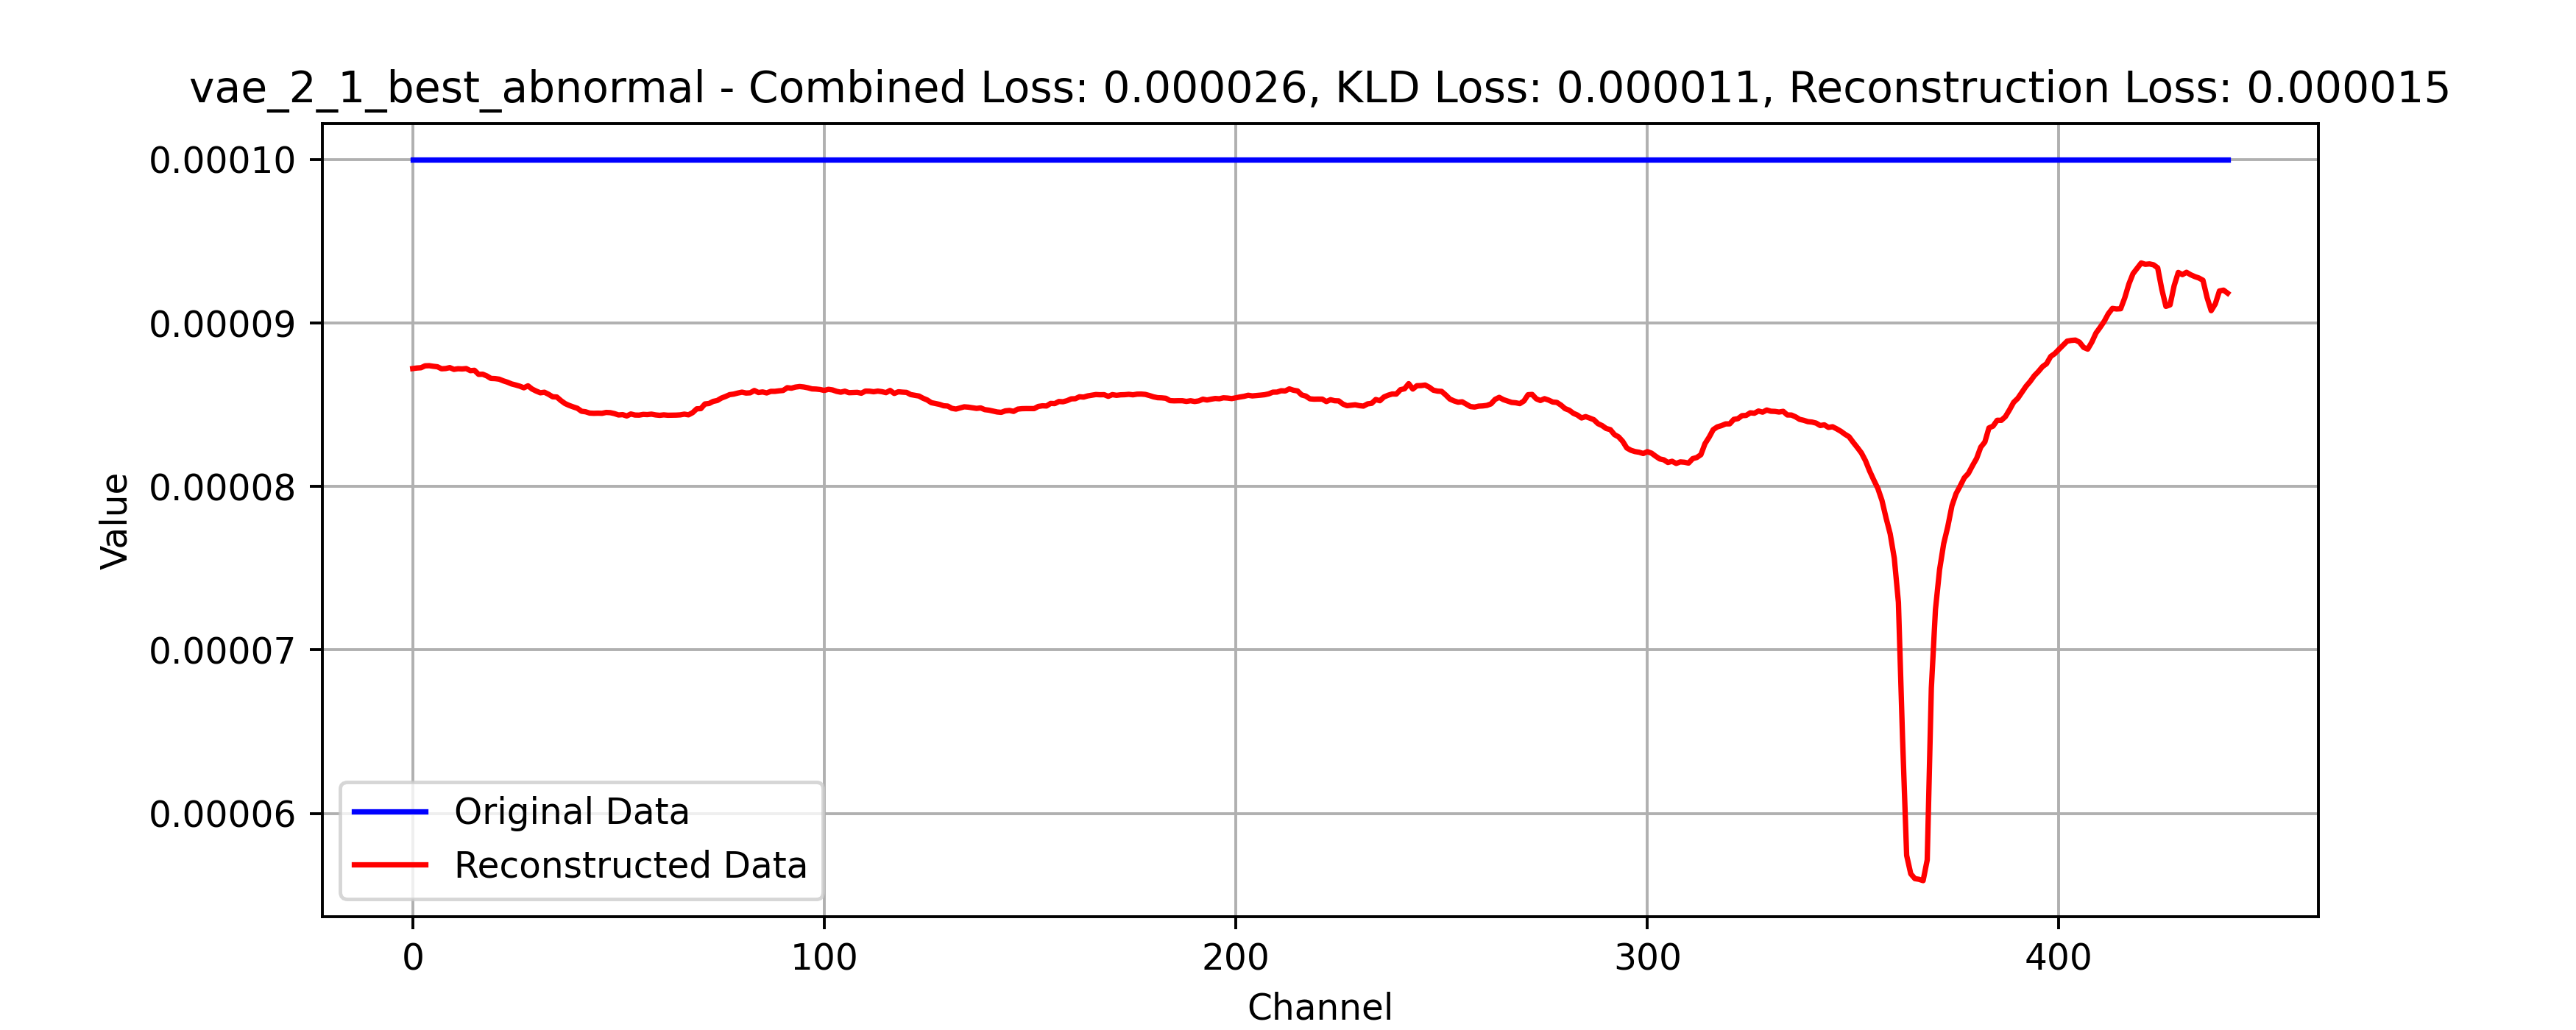 vae_2_1_best_abnormal - Combined Loss: 0.000026, KLD Loss: 0.000011, Reconstruction Loss: 0.000015
0.00010
0.00009
0.00008
0.00007
0.00006
Value
Original Data
Reconstructed Data
0 100 200 300 400
Channel